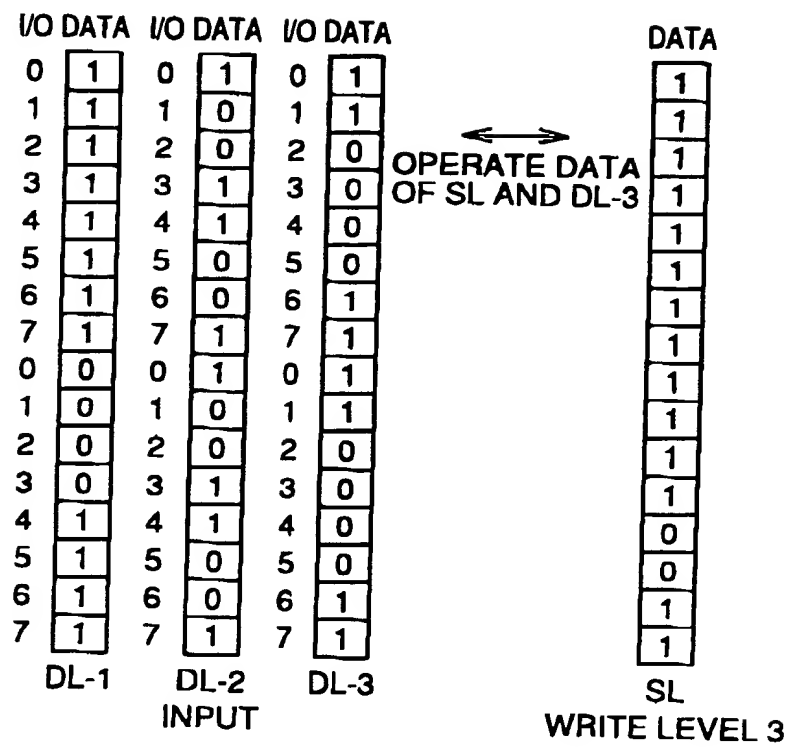 I/O DATA I/O DATA I/O DATA DATA
0 1 0 1 0 1 1
1 1 1 0 1 1 1
2 1 2 0 2 0 1
3 1 3 1 3 0 1
4 1 4 1 4 0 1
5 1 5 0 5 0 1
6 1 6 0 6 1 1
7 1 7 1 7 1 1
0 0 0 1 0 1 1
1 0 1 0 1 1 1
2 0 2 0 2 0 1
3 0 3 1 3 0 1
4 1 4 1 4 0 0
5 1 5 0 5 0 0
6 1 6 0 6 1 1
7 1 7 1 7 1 1
OPERATE DATA
OF SL AND DL-3
DL-1 DL-2 DL-3 SL
INPUT WRITE LEVEL 3